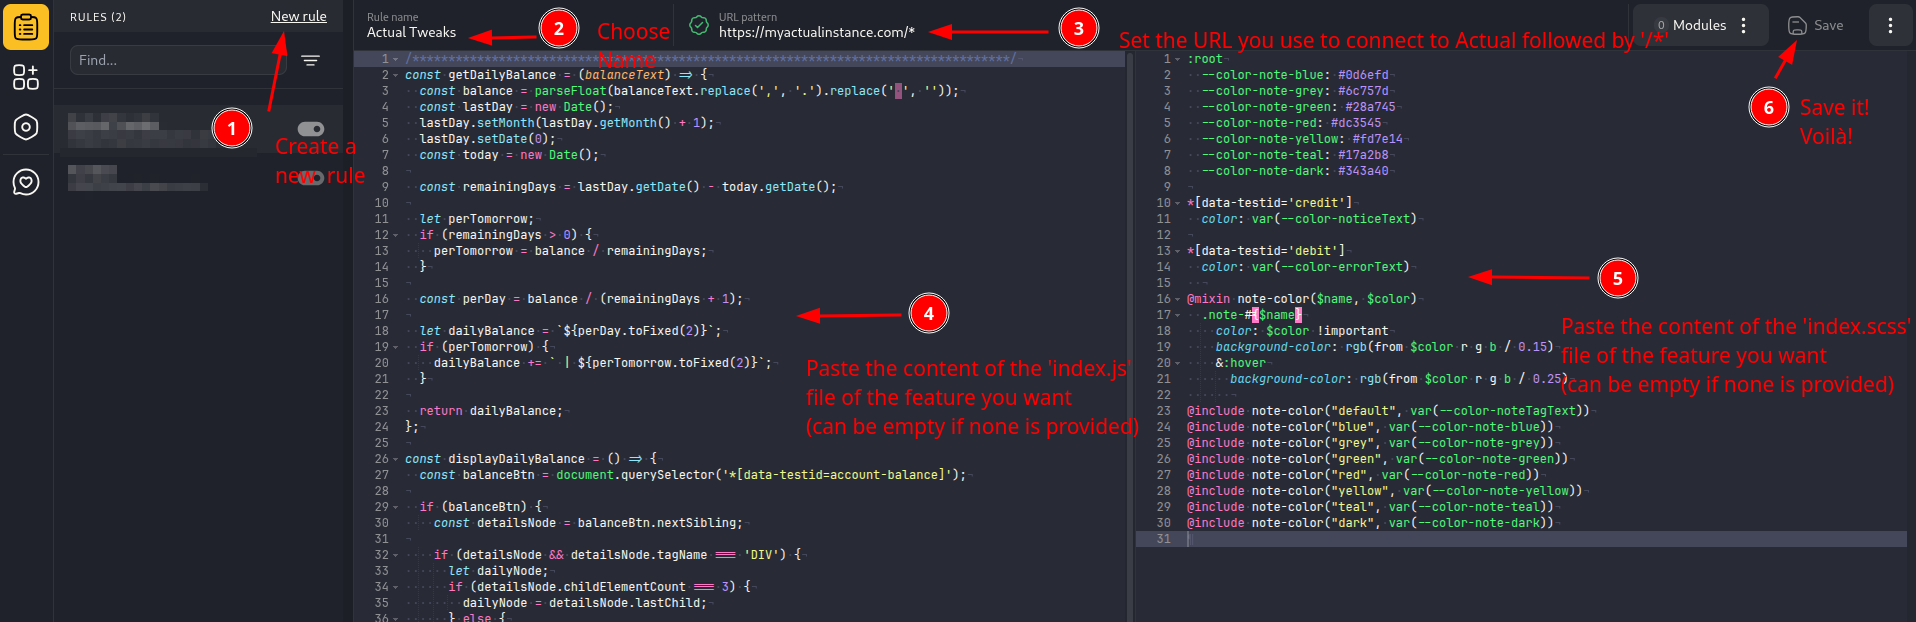 RULES (2)
New rule
Find...
1
Create a
new rule
Rule name
Actual Tweaks
2
Choose
Name
URL pattern
https://myactualinstance.com/*
3
Set the URL you use to connect to Actual followed by '/*'
0 Modules
Save
6
Save it!
Voilà!
1 /***********************************************************************************/
2 const getDailyBalance = (balanceText) => {
3 const balance = parseFloat(balanceText.replace(',', '.').replace(' ', ''));
4 const lastDay = new Date();
5 lastDay.setMonth(lastDay.getMonth() + 1);
6 lastDay.setDate(0);
7 const today = new Date();
8
9 const remainingDays = lastDay.getDate() - today.getDate();
10
11 let perTomorrow;
12 if (remainingDays > 0) {
13 perTomorrow = balance / remainingDays;
14 }
15
16 const perDay = balance / (remainingDays + 1);
17
18 let dailyBalance = `${perDay.toFixed(2)}`;
19 if (perTomorrow) {
20 dailyBalance += ` | ${perTomorrow.toFixed(2)}`;
21 }
22
23 return dailyBalance;
24 };
25
26 const displayDailyBalance = () => {
27 const balanceBtn = document.querySelector('*[data-testid=account-balance]');
28
29 if (balanceBtn) {
30 const detailsNode = balanceBtn.nextSibling;
31
32 if (detailsNode && detailsNode.tagName === 'DIV') {
33 let dailyNode;
34 if (detailsNode.childElementCount === 3) {
35 dailyNode = detailsNode.lastChild;
36 } else {
4
Paste the content of the 'index.js'
file of the feature you want
(can be empty if none is provided)
1 :root
2 --color-note-blue: #0d6efd
3 --color-note-grey: #6c757d
4 --color-note-green: #28a745
5 --color-note-red: #dc3545
6 --color-note-yellow: #fd7e14
7 --color-note-teal: #17a2b8
8 --color-note-dark: #343a40
9
10 *[data-testid='credit']
11 color: var(--color-noticeText)
12
13 *[data-testid='debit']
14 color: var(--color-errorText)
15
16 @mixin note-color($name, $color)
17 .note-#{$name}
18 color: $color !important
19 background-color: rgb(from $color r g b / 0.15)
20 &:hover
21 background-color: rgb(from $color r g b / 0.25)
22
23 @include note-color("default", var(--color-noteTagText))
24 @include note-color("blue", var(--color-note-blue))
25 @include note-color("grey", var(--color-note-grey))
26 @include note-color("green", var(--color-note-green))
27 @include note-color("red", var(--color-note-red))
28 @include note-color("yellow", var(--color-note-yellow))
29 @include note-color("teal", var(--color-note-teal))
30 @include note-color("dark", var(--color-note-dark))
31
5
Paste the content of the 'index.scss'
file of the feature you want
(can be empty if none is provided)